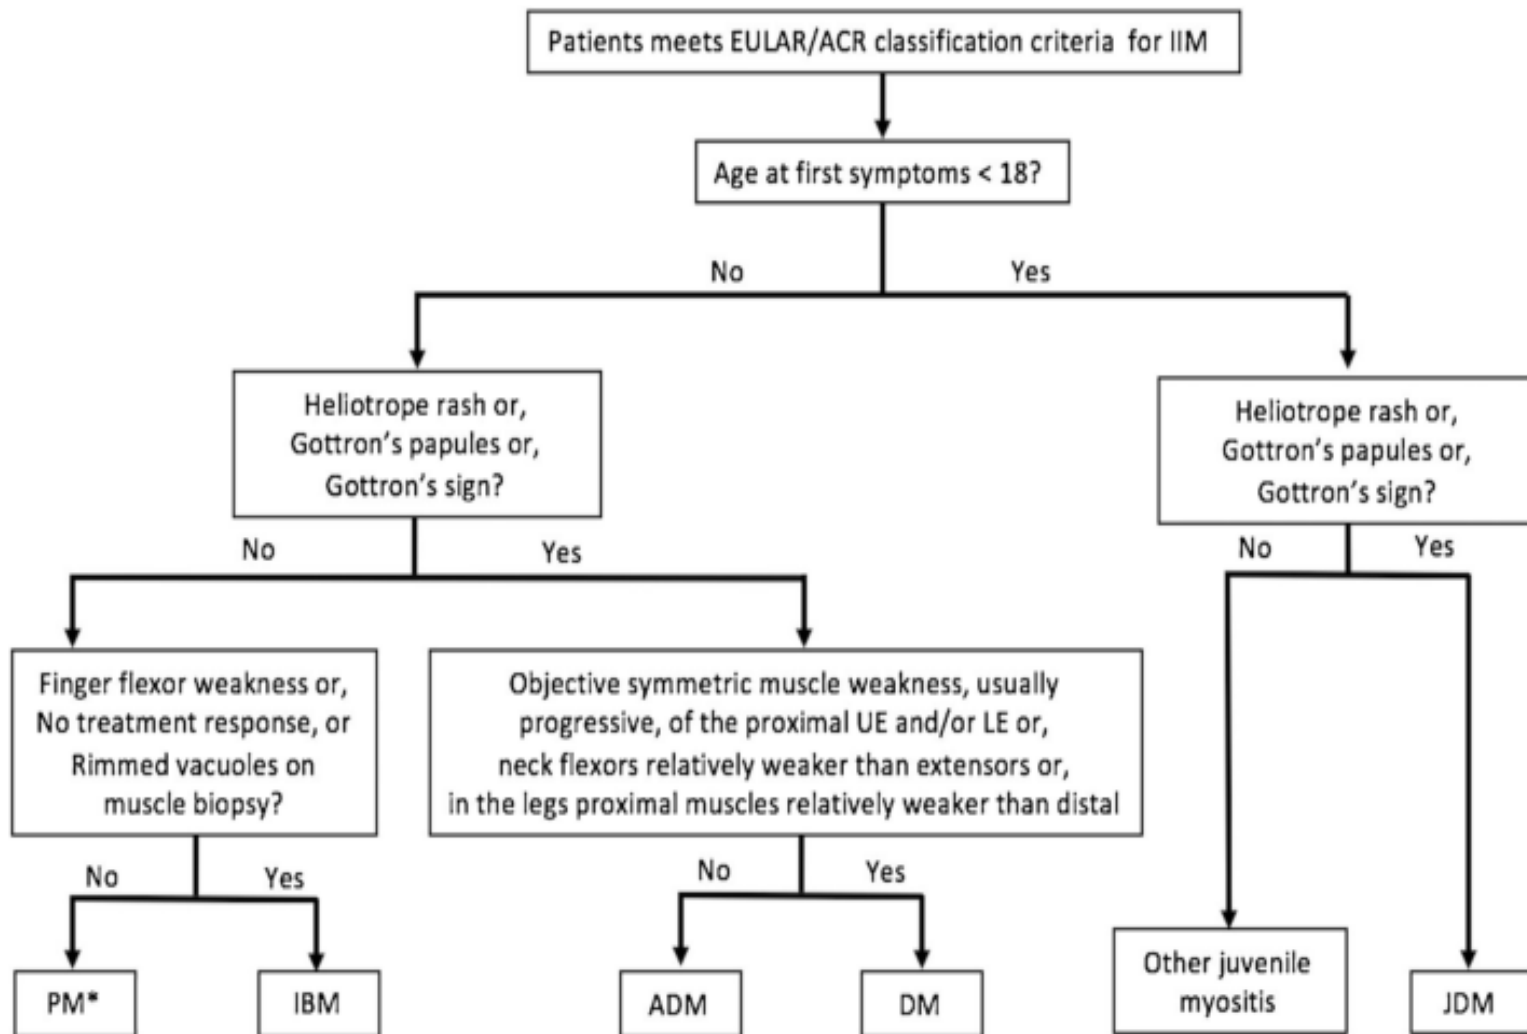 Patients meets EULAR/ACR classification criteria for IIM
Age at first symptoms < 18?
No
Yes
Heliotrope rash or,
Gottron's papules or,
Gottron's sign?
Heliotrope rash or,
Gottron's papules or,
Gottron's sign?
No
Yes
No
Yes
Finger flexor weakness or,
No treatment response, or
Rimmed vacuoles on
muscle biopsy?
Objective symmetric muscle weakness, usually
progressive, of the proximal UE and/or LE or,
neck flexors relatively weaker than extensors or,
in the legs proximal muscles relatively weaker than distal
No
Yes
No
Yes
PM*
IBM
ADM
DM
Other juvenile
myositis
JDM